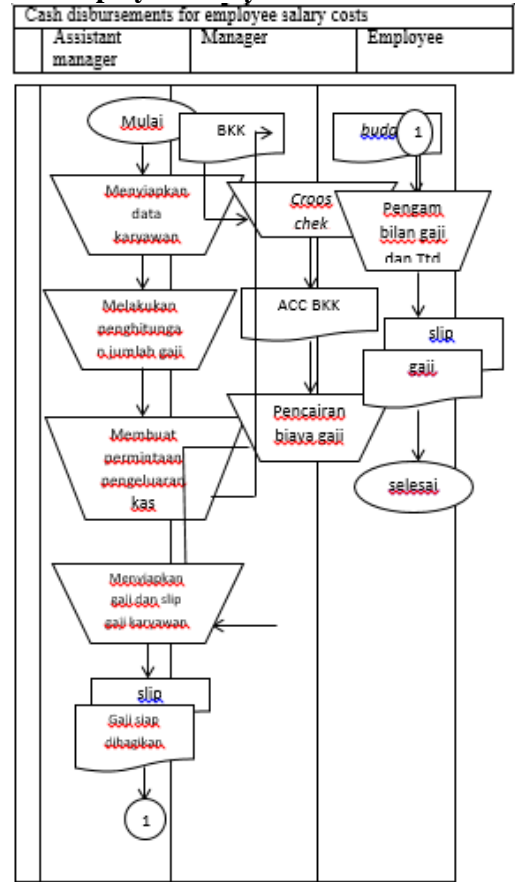 Cash disbursements for employee salary costs
Assistant
manager
Manager
Employee
Mulai
BKK
1
Menyiapkan
data
karyawan
Croos
chek
Pengam
bilan gaji
dan Ttd
Melakukan
penghitunga
n jumlah gaji
ACC BKK
slip
gaji
Membuat
permintaan
pengeluaran
kas
Pencairan
biaya gaji
selesai
Menyiapkan
gaji dan slip
gaji karyawan
slip
Gaji siap
dibagikan
1